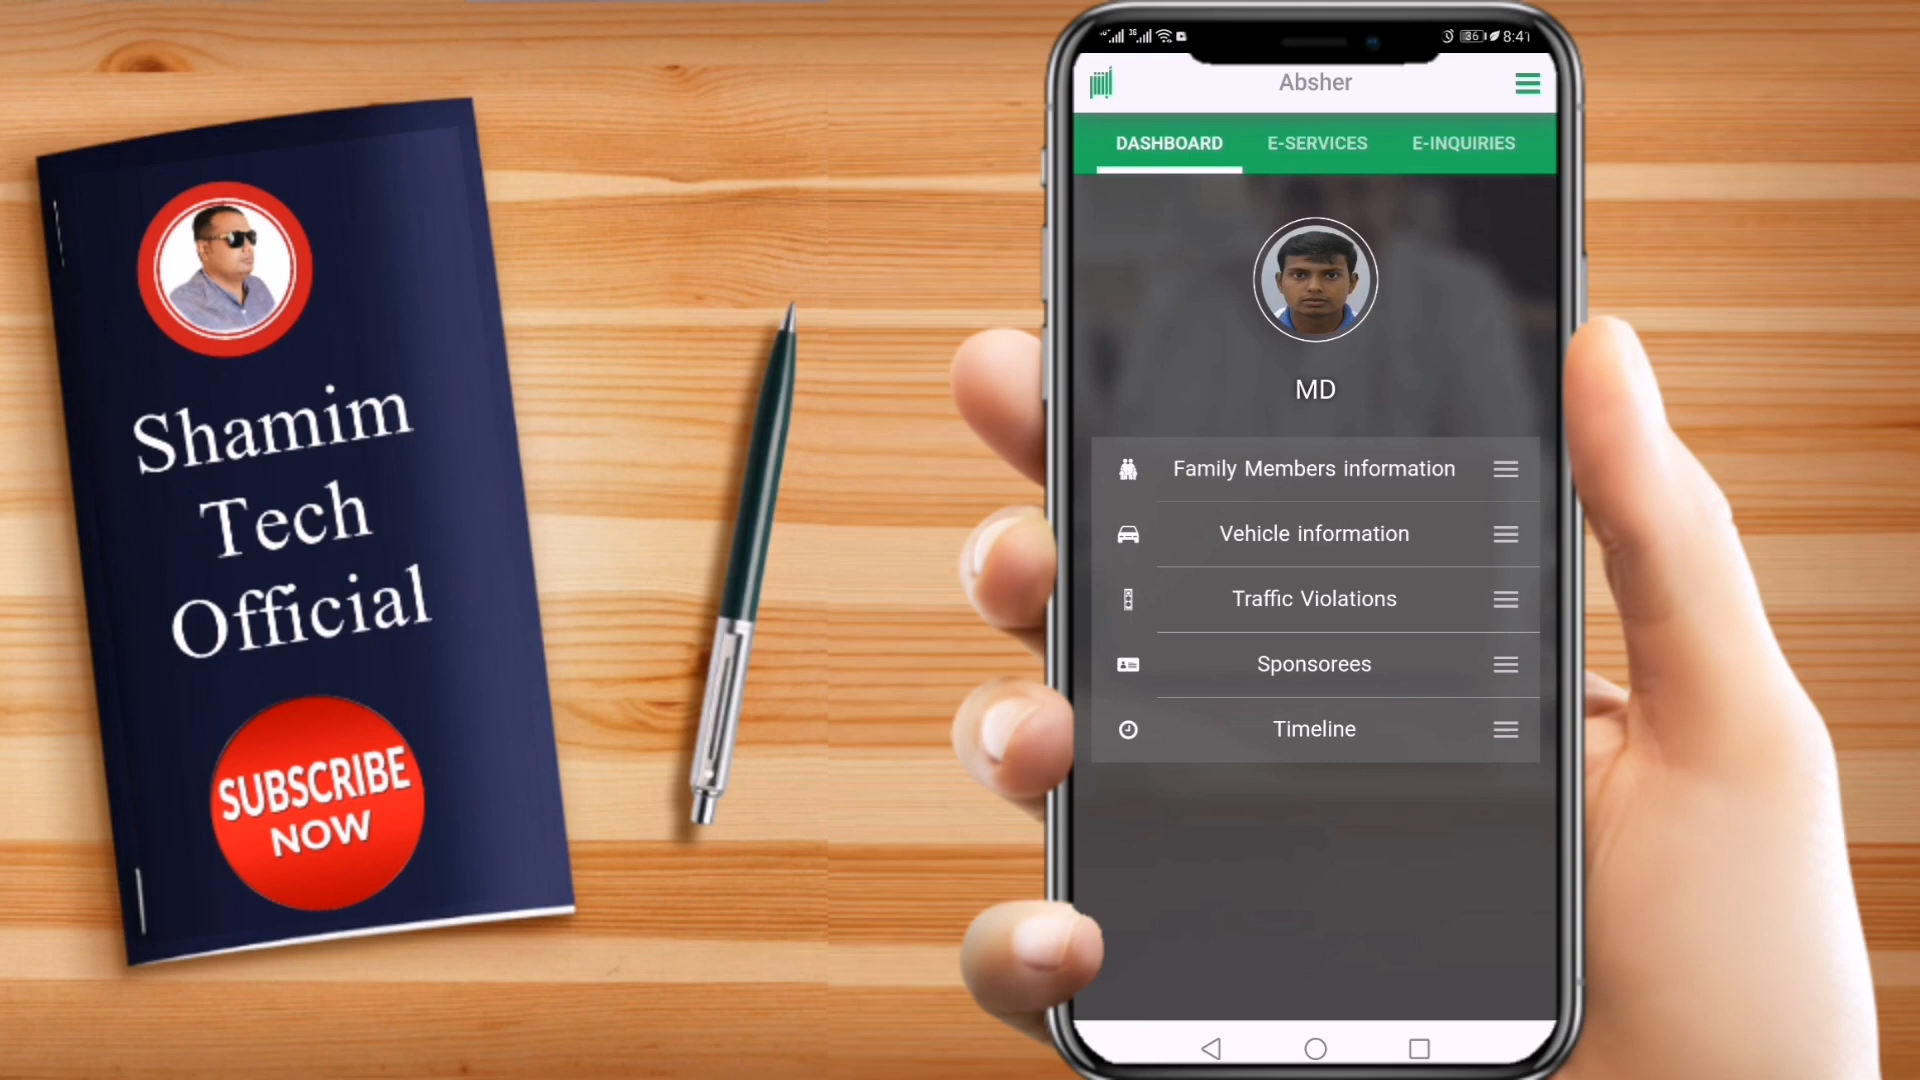 Shamim
Tech
Official
SUBSCRIBE
NOW
8:41
36
Absher
DASHBOARD
E-SERVICES
E-INQUIRIES
MD
Family Members information
Vehicle information
Traffic Violations
Sponsorees
Timeline